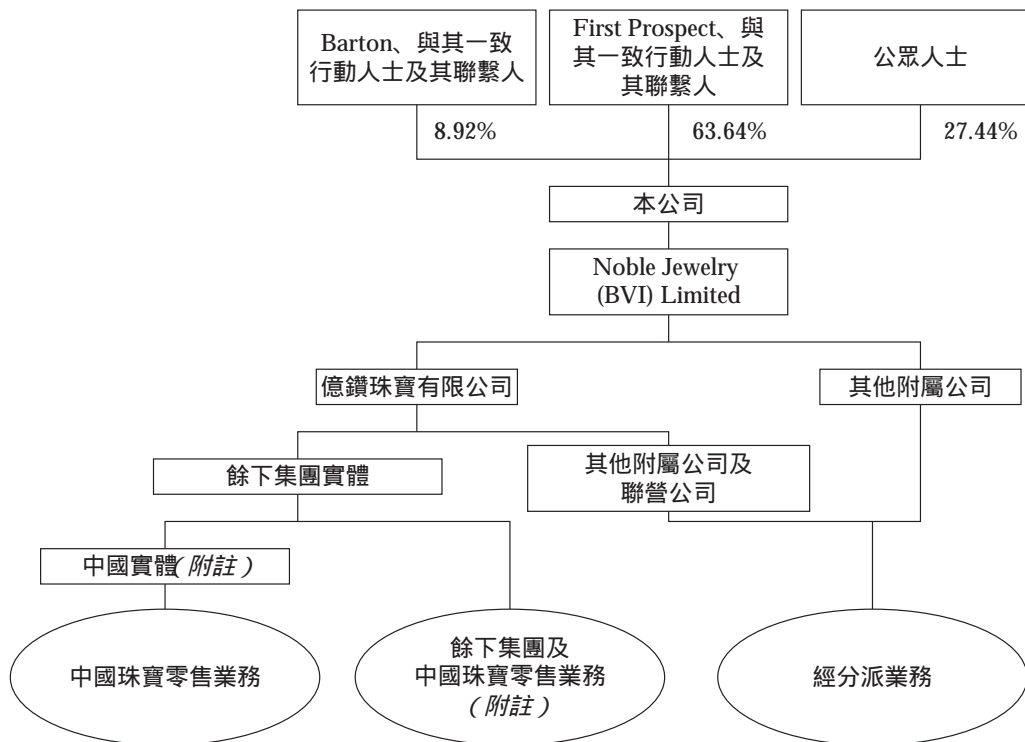 Barton、與其一致
行動人士及其聯繫人
First Prospect、與
其一致行動人士及
其聯繫人
公眾人士
8.92%
63.64%
27.44%
本公司
Noble Jewelry
(BVI) Limited
億鑽珠寶有限公司
其他附屬公司
餘下集團實體
其他附屬公司及
聯營公司
中國實體(附註)
中國珠寶零售業務
餘下集團及
中國珠寶零售業務
(附註)
經分派業務